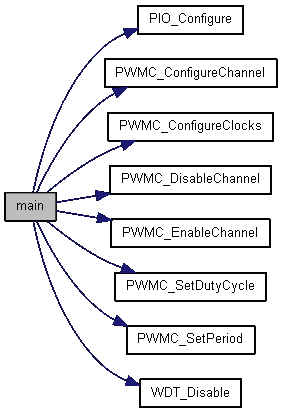 PIO_Configure
PWMC_ConfigureChannel
PWMC_ConfigureClocks
main
PWMC_DisableChannel
PWMC_EnableChannel
PWMC_SetDutyCycle
PWMC_SetPeriod
WDT_Disable